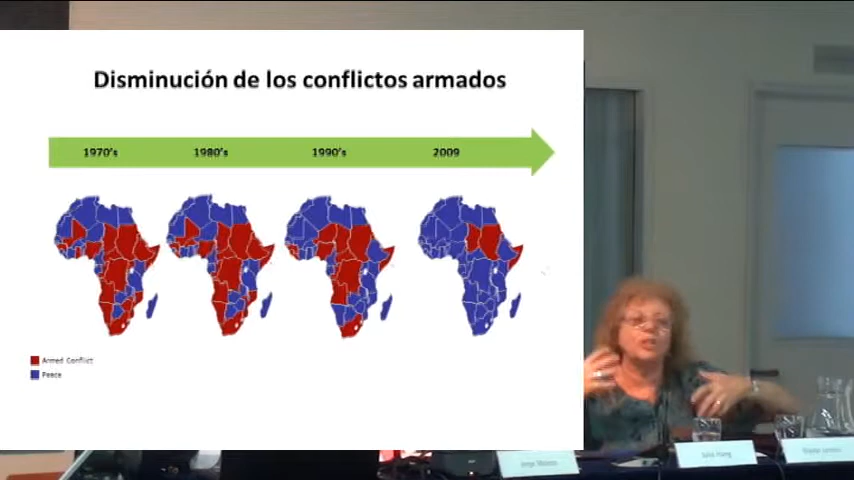 Disminución de los conflictos armados
1970's 1980's 1990's 2009
Armed Conflict
Peace